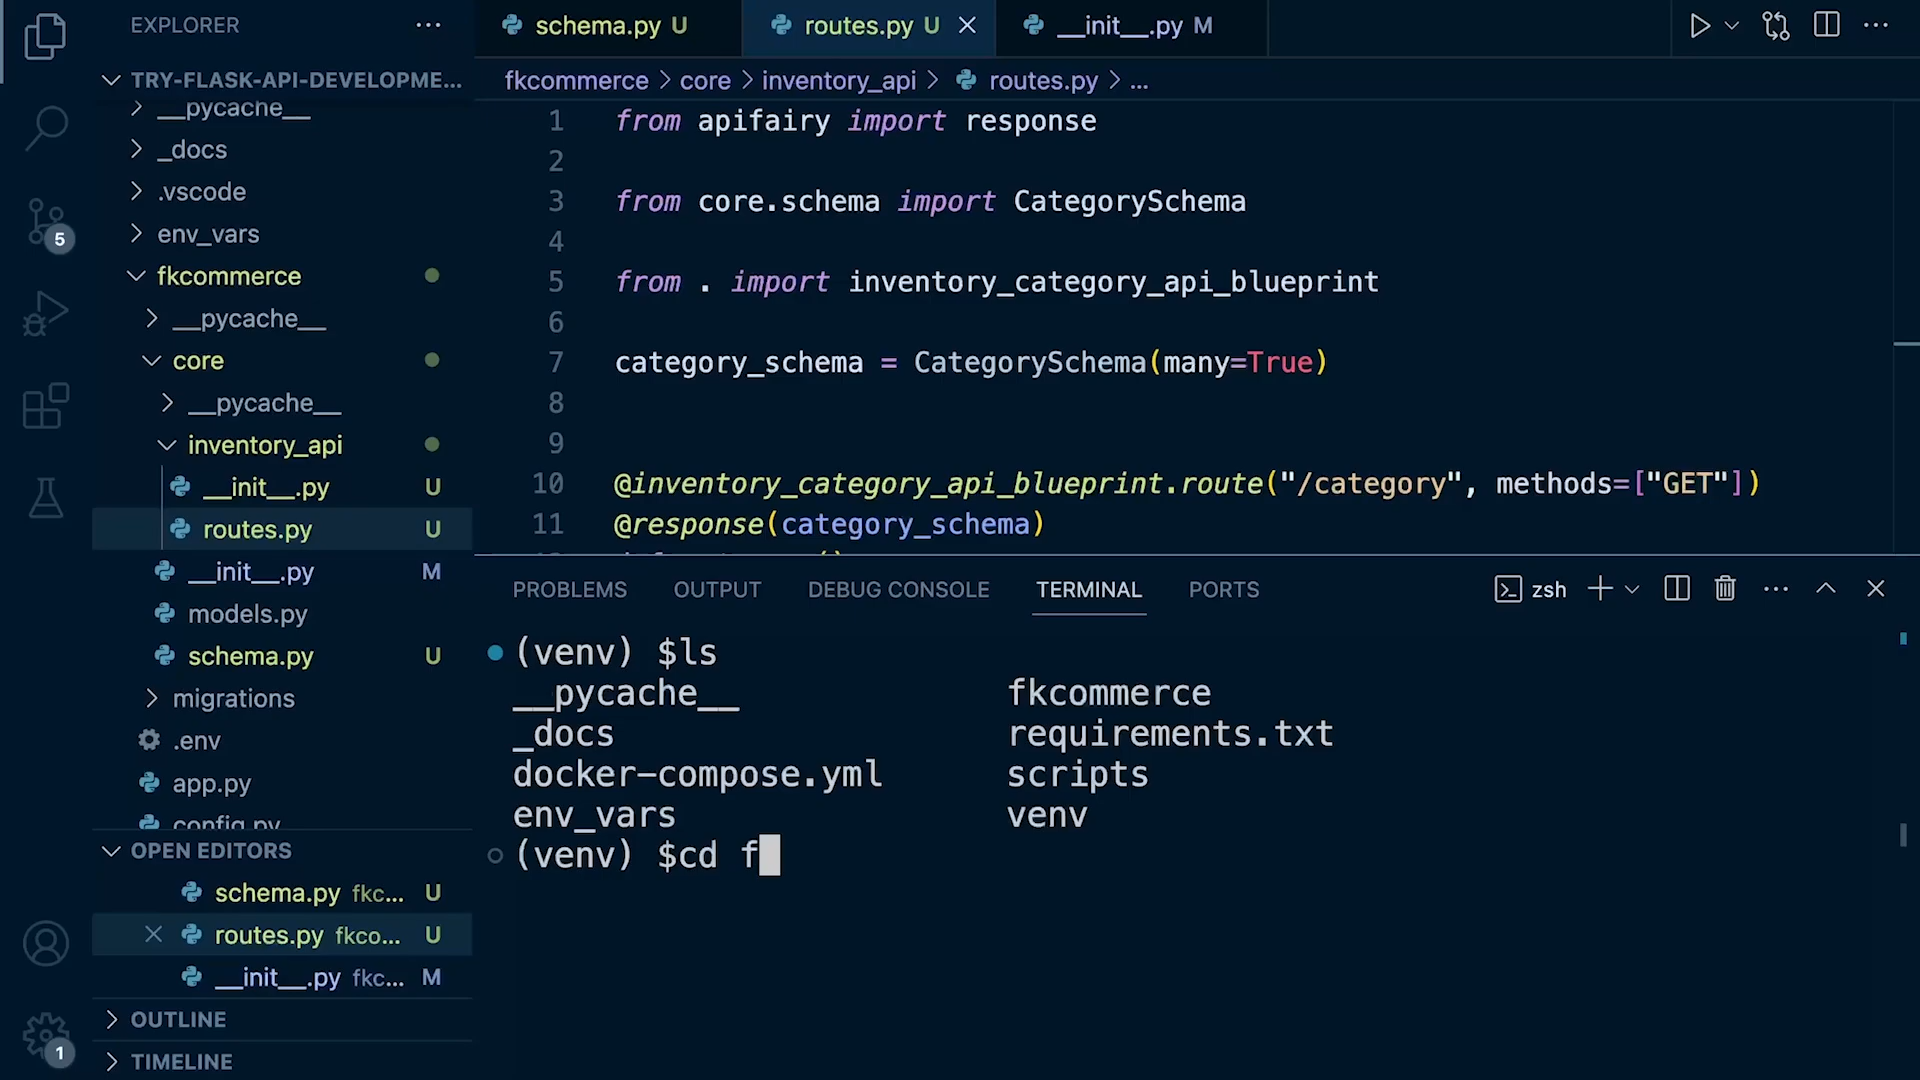 EXPLORER
TRY-FLASK-API-DEVELOPME...
__pycache__
_docs
.vscode
env_vars
fkcommerce
__pycache__
core
__pycache__
inventory_api
__init__.py U
routes.py U
__init__.py M
models.py
schema.py U
migrations
.env
app.py
config.py
OPEN EDITORS
schema.py fkc... U
routes.py fkco... U
__init__.py fkc... M
OUTLINE
TIMELINE
5
1
schema.py U routes.py U __init__.py M
fkcommerce > core > inventory_api > routes.py > ...
1 from apifairy import response
2
3 from core.schema import CategorySchema
4
5 from . import inventory_category_api_blueprint
6
7 category_schema = CategorySchema(many=True)
8
9
10 @inventory_category_api_blueprint.route("/category", methods=["GET"])
11 @response(category_schema)
PROBLEMS OUTPUT DEBUG CONSOLE TERMINAL PORTS zsh
(venv) $ls
__pycache__ fkcommerce
_docs requirements.txt
docker-compose.yml scripts
env_vars venv
(venv) $cd f